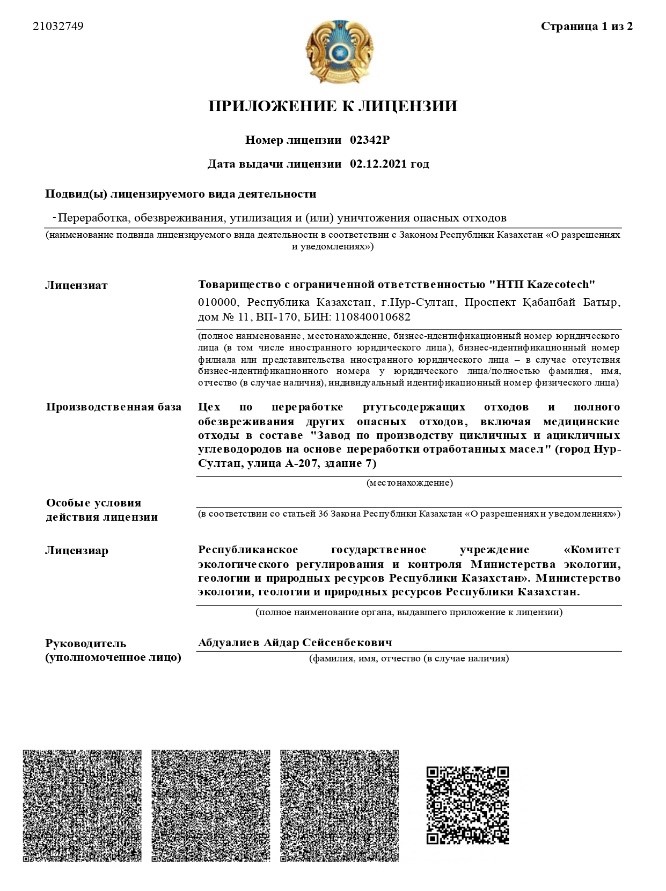 21032749
Страница 1 из 2
ПРИЛОЖЕНИЕ К ЛИЦЕНЗИИ
Номер лицензии 02342P
Дата выдачи лицензии 02.12.2021 год
Подвид(ы) лицензируемого вида деятельности
- Переработка, обезвреживания, утилизация и (или) уничтожения опасных отходов
(наименование подвида лицензируемого вида деятельности в соответствии с Законом Республики Казахстан «О разрешениях
и уведомлениях»)
Лицензиат
Товарищество с ограниченной ответственностью "НТП Kazecotech"
010000, Республика Казахстан, г.Нур-Султан, Проспект Қабанбай Батыр,
дом № 11, ВП-170, БИН: 110840010682
(полное наименование, местонахождение, бизнес-идентификационный номер юридического
лица (в том числе иностранного юридического лица), бизнес-идентификационный номер
филиала или представительства иностранного юридического лица – в случае отсутствия
бизнес-идентификационного номера у юридического лица/полностью фамилия, имя,
отчество (в случае наличия), индивидуальный идентификационный номер физического лица)
Производственная база
Цех по переработке ртутьсодержащих отходов и полного
обезвреживания других опасных отходов, включая медицинские
отходы в составе "Завод по производству цикличных и ацикличных
углеводородов на основе переработки отработанных масел" (город Нур-
Султан, улица А-207, здание 7)
(местонахождение)
Особые условия
действия лицензии
(в соответствии со статьей 36 Закона Республики Казахстан «О разрешениях и уведомлениях»)
Лицензиар
Республиканское государственное учреждение «Комитет
экологического регулирования и контроля Министерства экологии,
геологии и природных ресурсов Республики Казахстан». Министерство
экологии, геологии и природных ресурсов Республики Казахстан.
(полное наименование органа, выдавшего приложение к лицензии)
Руководитель
(уполномоченное лицо)
Абдуалиев Айдар Сейсенбекович
(фамилия, имя, отчество (в случае наличия)